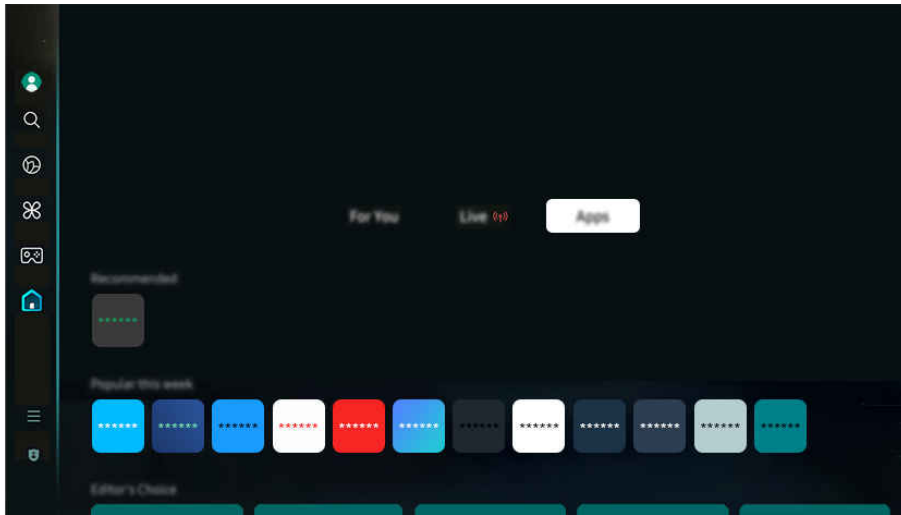 For You
Live
Apps
Recommended
******
Popular this week
****** ****** ****** ****** ****** ****** ****** ****** ****** ****** ****** ******
Editor's Choice